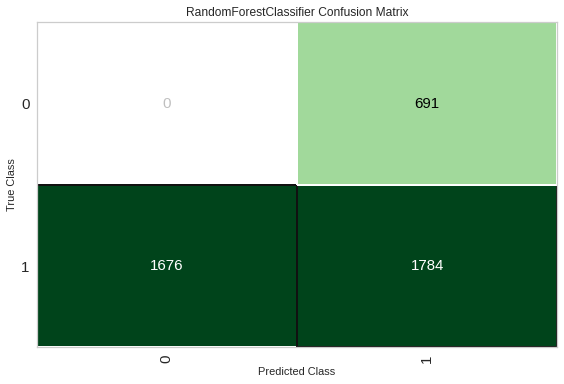 RandomForestClassifier Confusion Matrix
True Class
0
0
691
1
1676
1784
0
1
Predicted Class